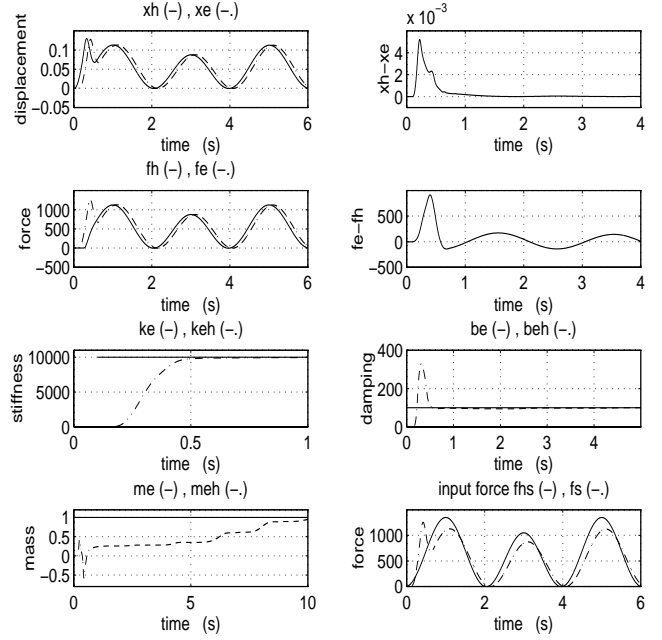 xh (−) , xe (−.)
0.1
0.05
0
−0.05
displacement
0 2 4 6
time (s)
x 10^−3
6
4
2
0
xh−xe
0 1 2 3 4
time (s)
fh (−) , fe (−.)
1000
500
0
−500
force
0 2 4 6
time (s)
500
0
−500
fe−fh
0 1 2 3 4
time (s)
ke (−) , keh (−.)
10000
5000
0
stiffness
0 0.5 1
time (s)
be (−) , beh (−.)
400
200
0
damping
0 1 2 3 4
time (s)
me (−) , meh (−.)
1
0.5
0
−0.5
mass
0 5 10
time (s)
input force fhs (−) , fs (−.)
1000
500
0
force
0 2 4 6
time (s)